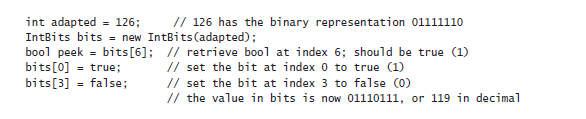 int adapted = 126;     // 126 has the binary representation 01111110
IntBits bits = new IntBits(adapted);
bool peek = bits[6];  // retrieve bool at index 6; should be true (1)
bits[0] = true;       // set the bit at index 0 to true (1)
bits[3] = false;      // set the bit at index 3 to false (0)
                      // the value in bits is now 01110111, or 119 in decimal